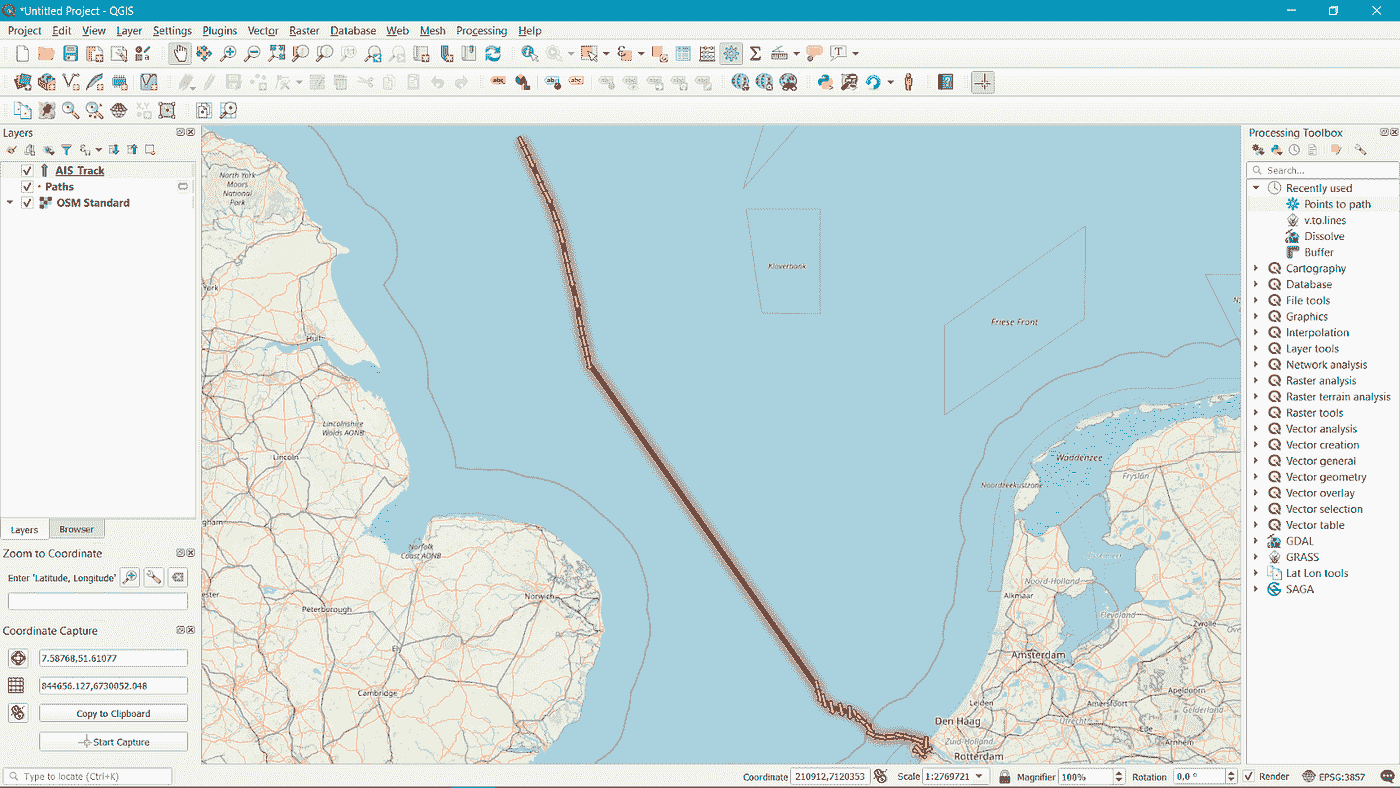 *Untitled Project - QGIS
Project Edit View Layer Settings Plugins Vector Raster Database Web Mesh Processing Help
Layers
AIS Track
Paths
OSM Standard
Layers Browser
Zoom to Coordinate
Enter 'Latitude, Longitude'
Coordinate Capture
7.58768,51.61077
844656.127,6730052.048
Copy to Clipboard
Start Capture
Type to locate (Ctrl+K)
North York
Moors
National
Park
York
Hull
Lincolnshire
Wolds AONB
Lincoln
Norfolk
Coast AONB
Norwich
Peterborough
Ely
Cambridge
Klaverbank
Friese Front
Waddenzee
Noordzeekustzone
Fryslân
IJsselmeer
Noord-Holland
Alkmaar
Flevoland
Zwolle
Amsterdam
Apeldoorn
Leiden
Amersfoort
Gelderland
Den Haag
Utrecht
Ede
Zuid-Holland
Arnhem
Rotterdam
Processing Toolbox
Search...
Recently used
Points to path
v.to.lines
Dissolve
Buffer
Cartography
Database
File tools
Graphics
Interpolation
Layer tools
Network analysis
Raster analysis
Raster terrain analysis
Raster tools
Vector analysis
Vector creation
Vector general
Vector geometry
Vector overlay
Vector selection
Vector table
GDAL
GRASS
Lat Lon tools
SAGA
Coordinate 210912,7120353 Scale 1:2769721 Magnifier 100% Rotation 0,0 ° Render EPSG:3857